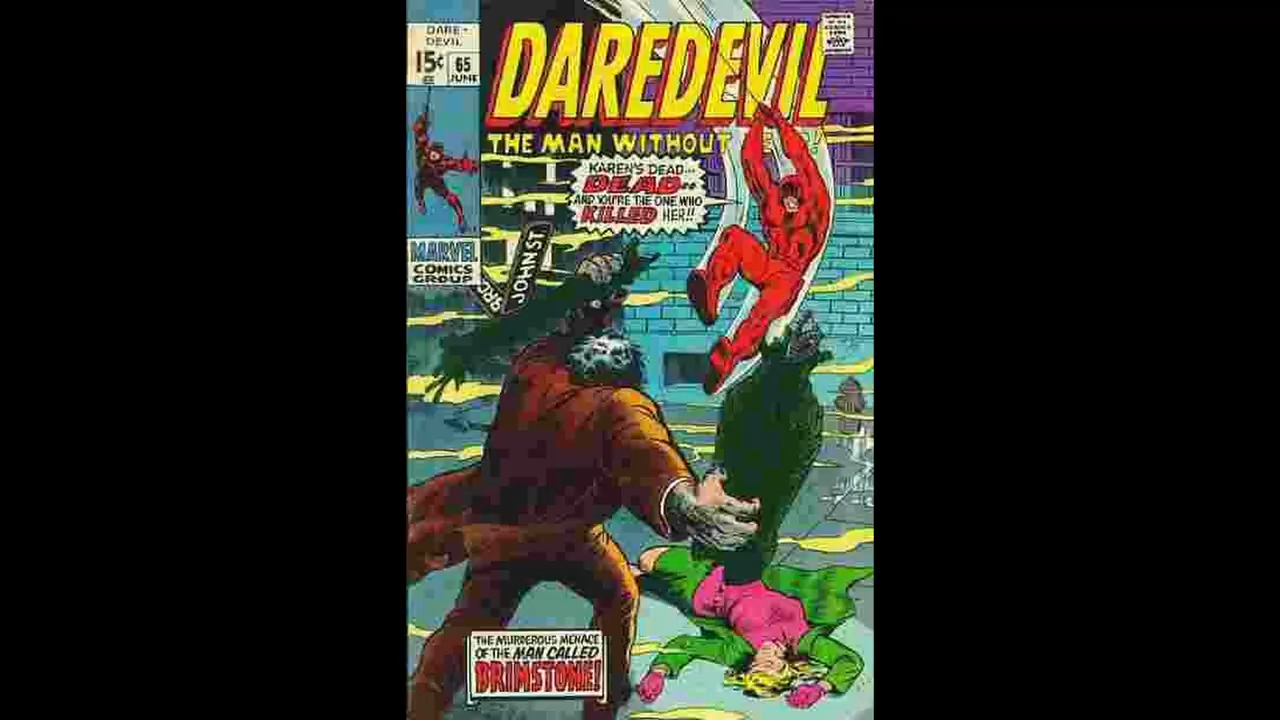 DARE-
DEVIL
15¢
65
JUNE
DAREDEVIL
THE MAN WITHOUT
KAREN'S DEAD...
DEAD..
AND YOU'RE THE ONE WHO
KILLED HER!!
JOHN ST
MARVEL
COMICS
GROUP
THE MURDEROUS MENACE
OF THE MAN CALLED
BRIMSTONE!